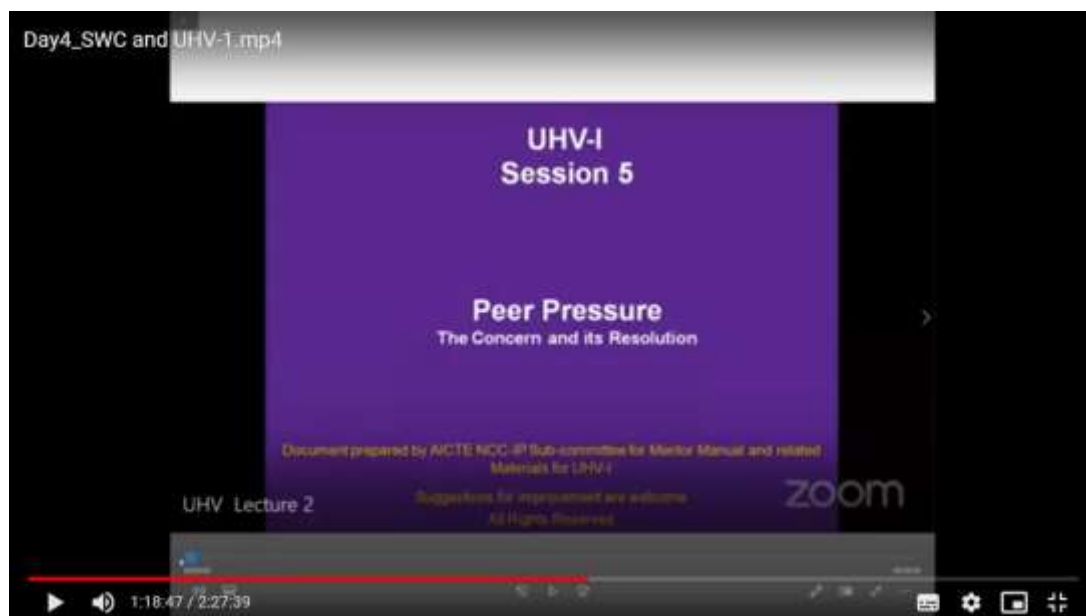 Day4_SWC and UHV-1.mp4
UHV-I
Session 5
Peer Pressure
The Concern and its Resolution
Document prepared by AICTE NCC-IP Sub-committee for Mentor Manual and related
Materials for UHV-I
Suggestions for improvement are welcome
All Rights Reserved
UHV Lecture 2
zoom
1:18:47 / 2:27:39